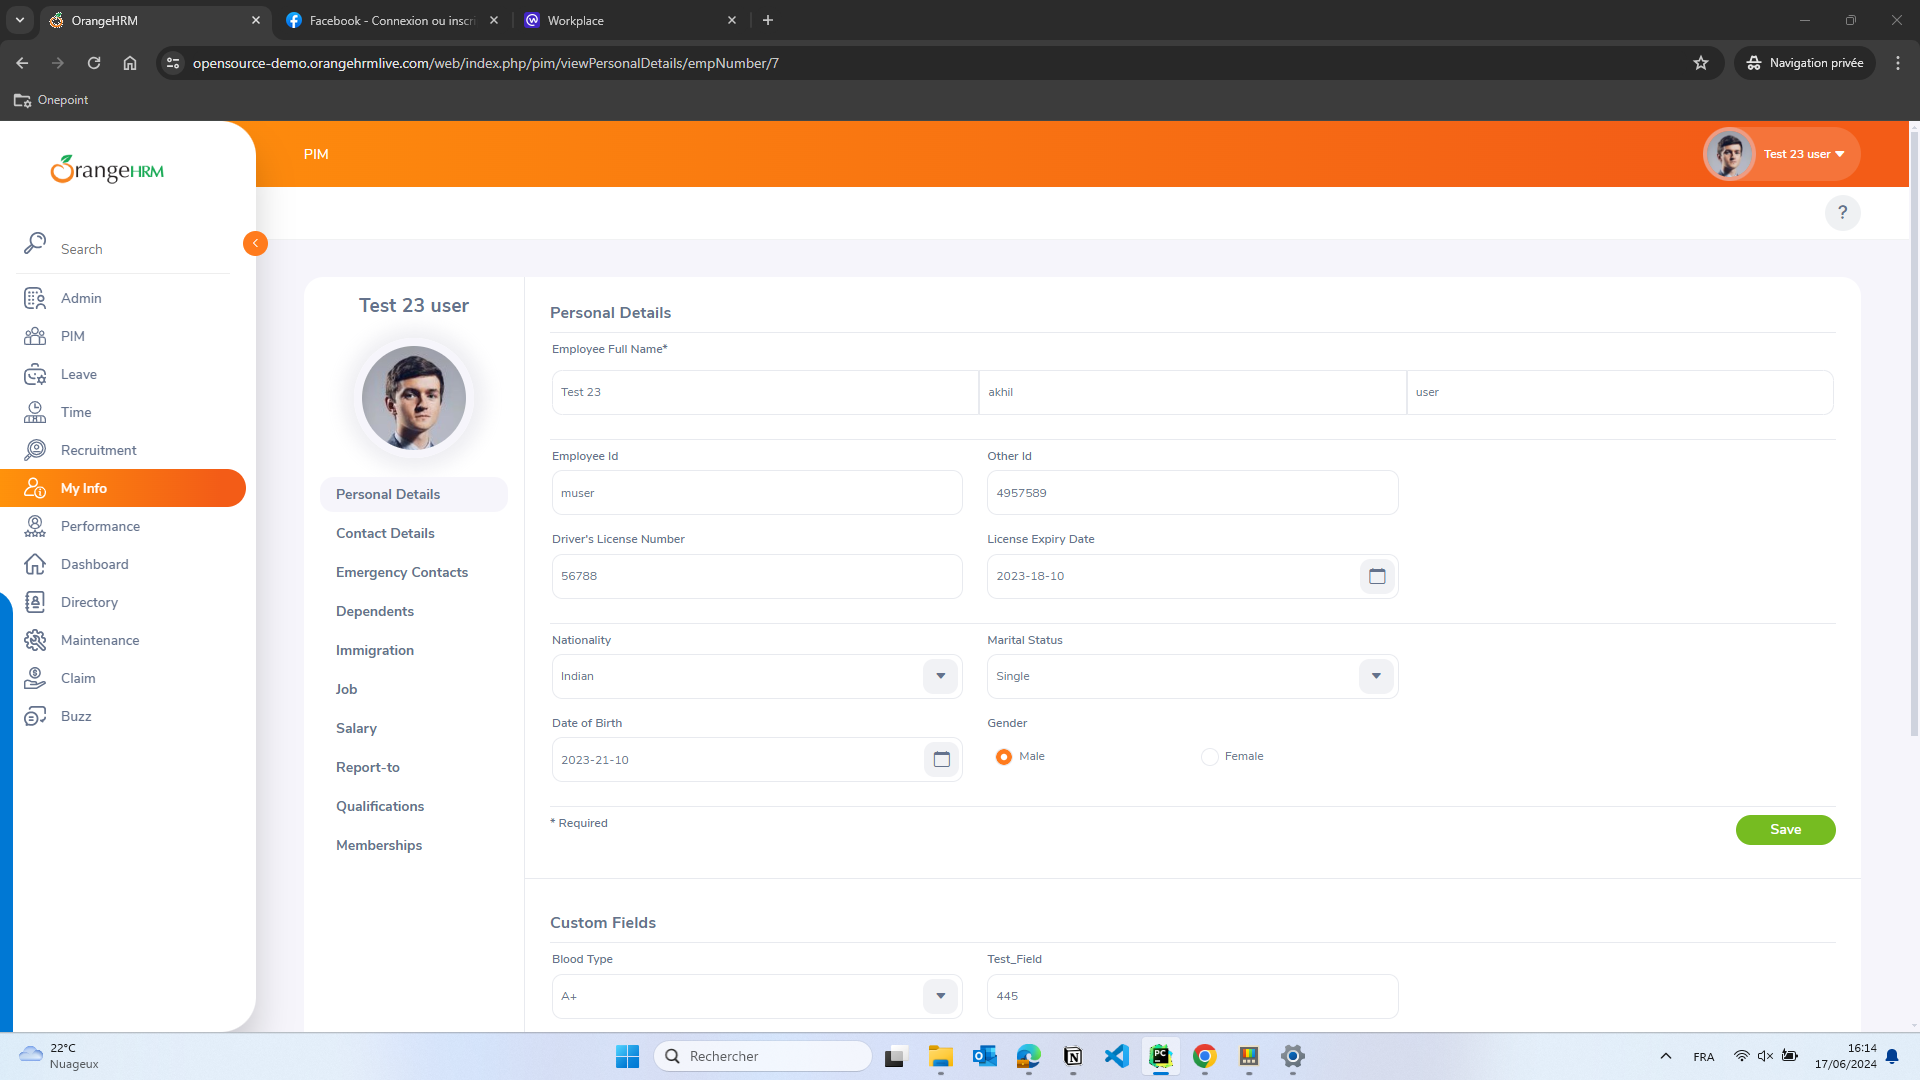 OrangeHRM
Facebook - Connexion ou inscri
Workplace
opensource-demo.orangehrmlive.com/web/index.php/pim/viewPersonalDetails/empNumber/7
Navigation privée
Onepoint
OrangeHRM
PIM
Test 23 user
?
Search
Admin
PIM
Leave
Time
Recruitment
My Info
Performance
Dashboard
Directory
Maintenance
Claim
Buzz
Test 23 user
Personal Details
Contact Details
Emergency Contacts
Dependents
Immigration
Job
Salary
Report-to
Qualifications
Memberships
Personal Details
Employee Full Name*
Test 23 akhil user
Employee Id Other Id
muser 4957589
Driver's License Number License Expiry Date
56788 2023-18-10
Nationality Marital Status
Indian Single
Date of Birth Gender
2023-21-10 Male Female
* Required Save
Custom Fields
Blood Type Test_Field
A+ 445
22°C
Nuageux
Rechercher
FRA
16:14
17/06/2024